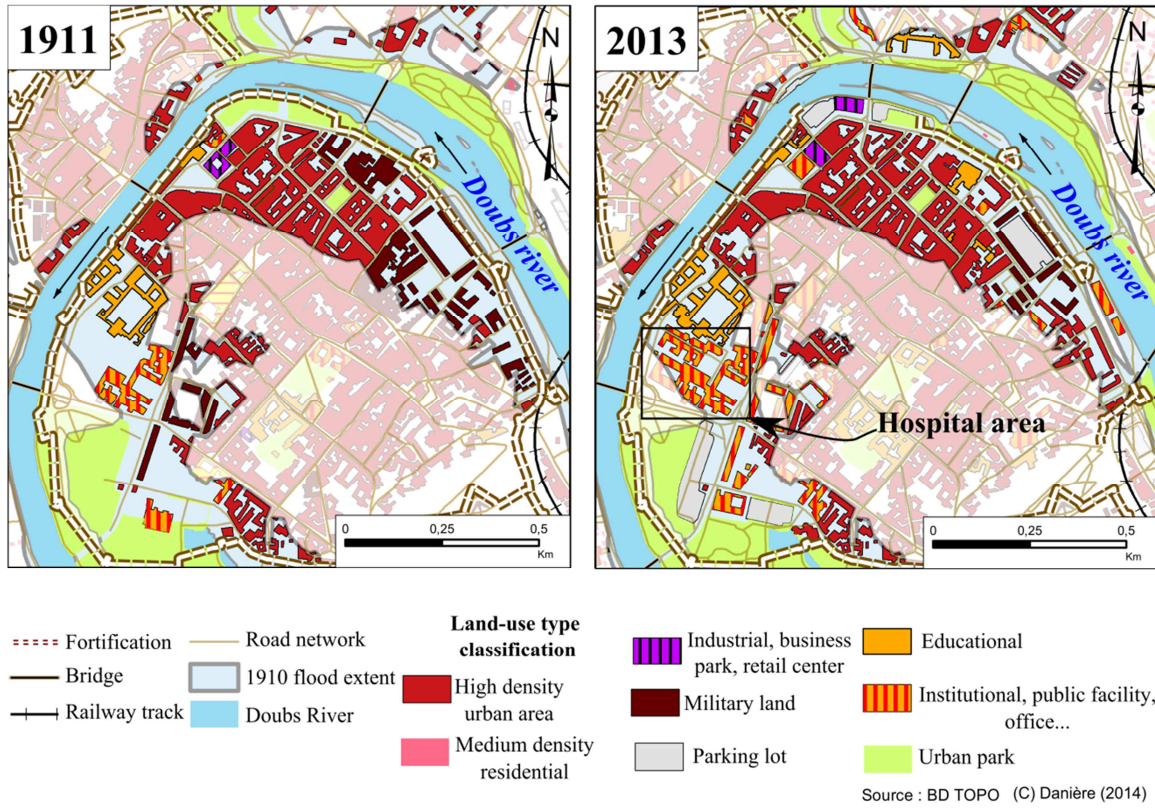 1911
N
Doubs river
0 0,25 0,5
Km
2013
N
Doubs river
Hospital area
0 0,25 0,5
Km
Fortification
Bridge
Railway track
Road network
1910 flood extent
Doubs River
Land-use type
classification
High density
urban area
Medium density
residential
Industrial, business
park, retail center
Military land
Parking lot
Educational
Institutional, public facility,
office...
Urban park
Source : BD TOPO (C) Danière (2014)